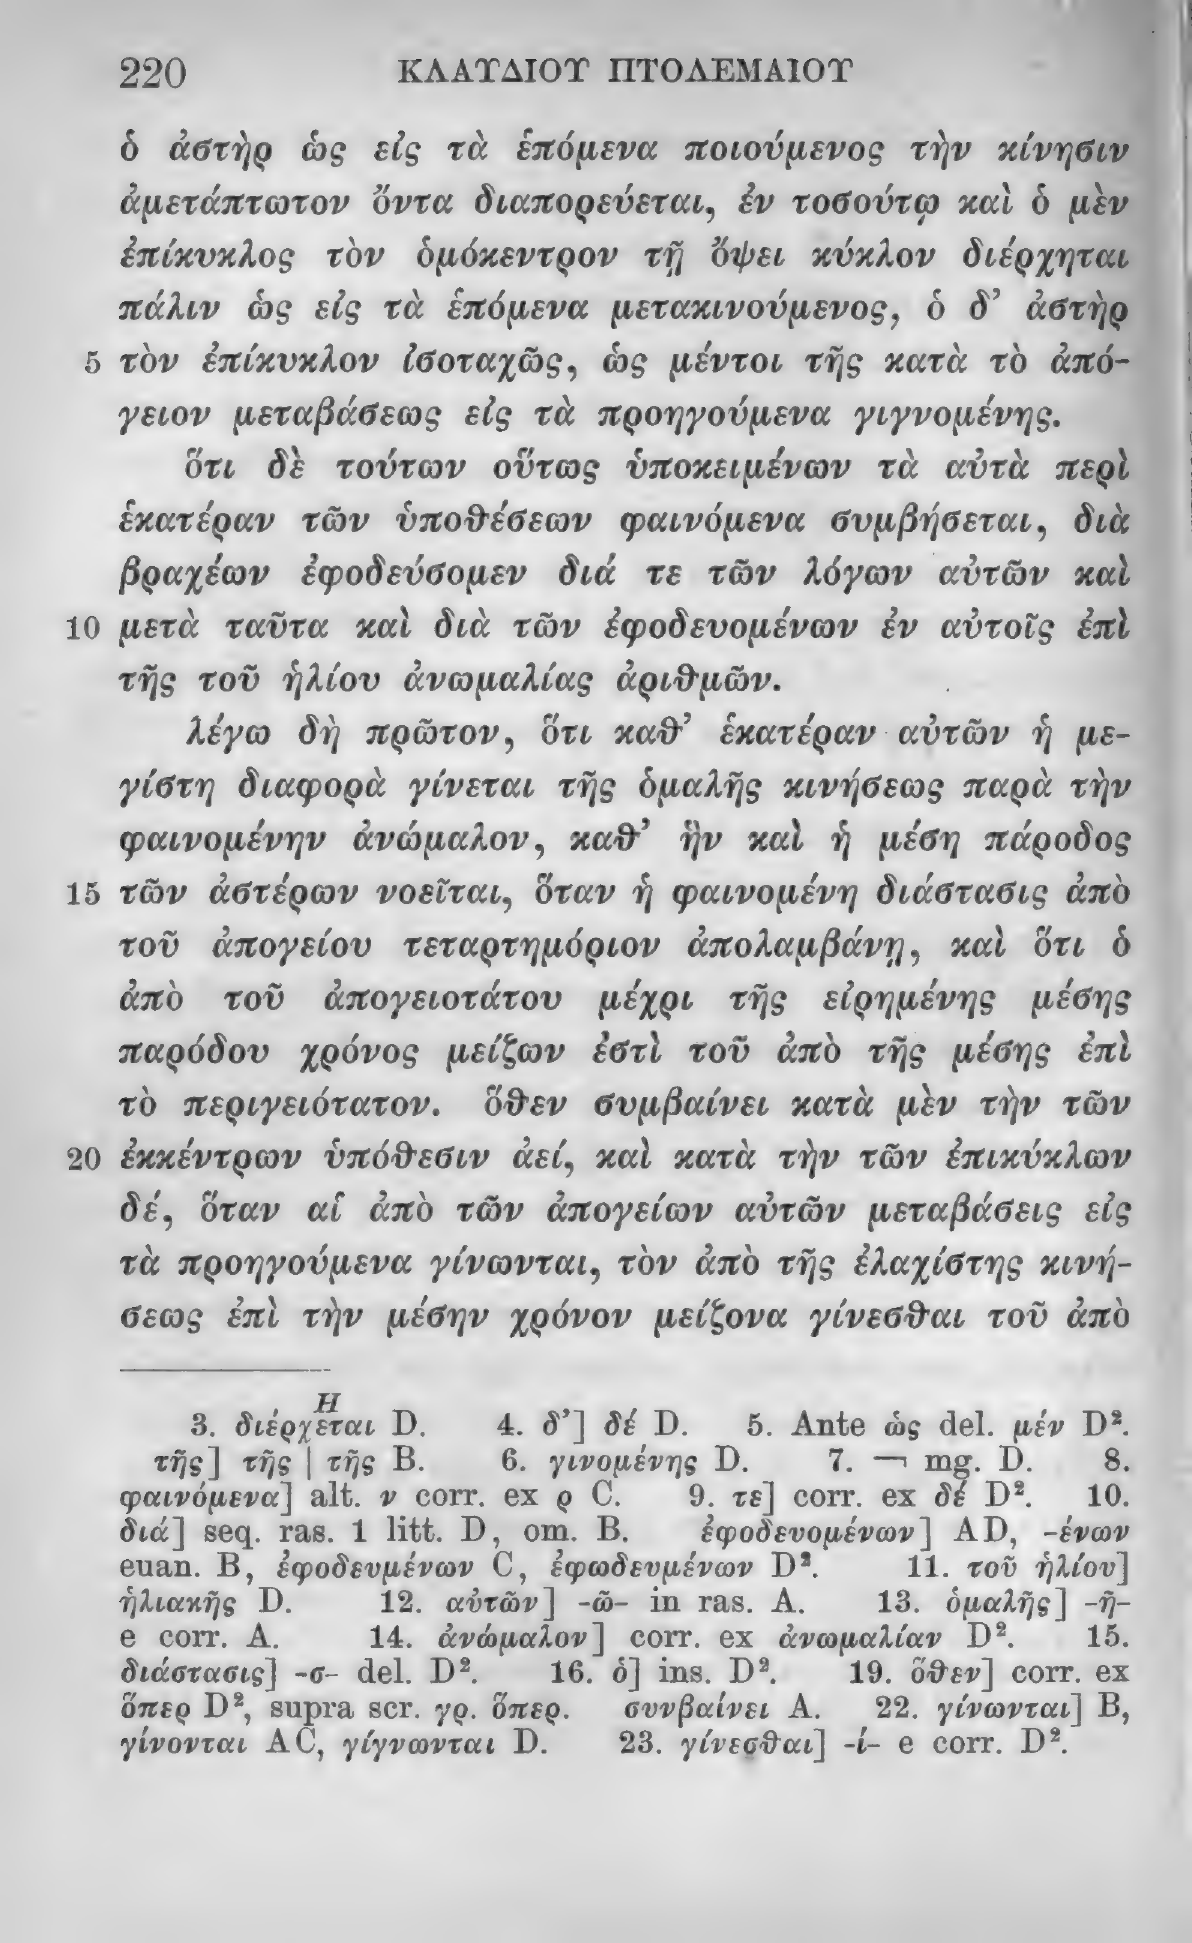 220 ΚΛΑΥΔΙΟΥ ΠΤΟΛΕΜΑΙΟΥ
ὁ ἀστὴρ ὡς εἰς τὰ ἑπόμενα ποιούμενος τὴν κίνησιν
ἀμετάπτωτον ὄντα διαπορεύεται, ἐν τοσούτῳ καὶ ὁ μὲν
ἐπίκυκλος τὸν ὁμόκεντρον τῇ ὄψει κύκλον διέρχηται
πάλιν ὡς εἰς τὰ ἑπόμενα μετακινούμενος, ὁ δ’ ἀστὴρ
5 τὸν ἐπίκυκλον ἰσοταχῶς, ὡς μέντοι τῆς κατὰ τὸ ἀπό-
γειον μεταβάσεως εἰς τὰ προηγούμενα γιγνομένης.
ὅτι δὲ τούτων οὕτως ὑποκειμένων τὰ αὐτὰ περὶ
ἑκατέραν τῶν ὑποθέσεων φαινόμενα συμβήσεται, διὰ
βραχέων ἐφοδεύσομεν διά τε τῶν λόγων αὐτῶν καὶ
10 μετὰ ταῦτα καὶ διὰ τῶν ἐφοδευομένων ἐν αὐτοῖς ἐπὶ
τῆς τοῦ ἡλίου ἀνωμαλίας ἀριθμῶν.
λέγω δὴ πρῶτον, ὅτι καθ’ ἑκατέραν αὐτῶν ἡ με-
γίστη διαφορὰ γίνεται τῆς ὁμαλῆς κινήσεως παρὰ τὴν
φαινομένην ἀνώμαλον, καθ’ ἣν καὶ ἡ μέση πάροδος
15 τῶν ἀστέρων νοεῖται, ὅταν ἡ φαινομένη διάστασις ἀπὸ
τοῦ ἀπογείου τεταρτημόριον ἀπολαμβάνῃ, καὶ ὅτι ὁ
ἀπὸ τοῦ ἀπογειοτάτου μέχρι τῆς εἰρημένης μέσης
παρόδου χρόνος μείζων ἐστὶ τοῦ ἀπὸ τῆς μέσης ἐπὶ
τὸ περιγειότατον. ὅθεν συμβαίνει κατὰ μὲν τὴν τῶν
20 ἐκκέντρων ὑπόθεσιν ἀεί, καὶ κατὰ τὴν τῶν ἐπικύκλων
δέ, ὅταν αἱ ἀπὸ τῶν ἀπογείων αὐτῶν μεταβάσεις εἰς
τὰ προηγούμενα γίνωνται, τὸν ἀπὸ τῆς ἐλαχίστης κινή-
σεως ἐπὶ τὴν μέσην χρόνον μείζονα γίνεσθαι τοῦ ἀπὸ
Η
3. διέρχεται D. 4. δ’] δέ D. 5. Ante ὡς del. μέν D².
τῆς] τῆς | τῆς B. 6. γινομένης D. 7. ⁓ mg. D. 8.
φαινόμενα] alt. ν corr. ex ρ C. 9. τε] corr. ex δέ D². 10.
διά] seq. ras. 1 litt. D, om. B. ἐφοδευομένων] AD, -ένων
euan. B, ἐφοδευμένων C, ἐφωδευμένων D². 11. τοῦ ἡλίου]
ἡλιακῆς D. 12. αὐτῶν] -ῶ- in ras. A. 13. ὁμαλῆς] -ῆ-
e corr. A. 14. ἀνώμαλον] corr. ex ἀνωμαλίαν D². 15.
διάστασις] -σ- del. D². 16. ὁ] ins. D². 19. ὅθεν] corr. ex
ὅπερ D², supra scr. γρ. ὅπερ. συνβαίνει A. 22. γίνωνται] B,
γίνονται AC, γίγνωνται D. 23. γίνεσθαι] -ί- e corr. D².